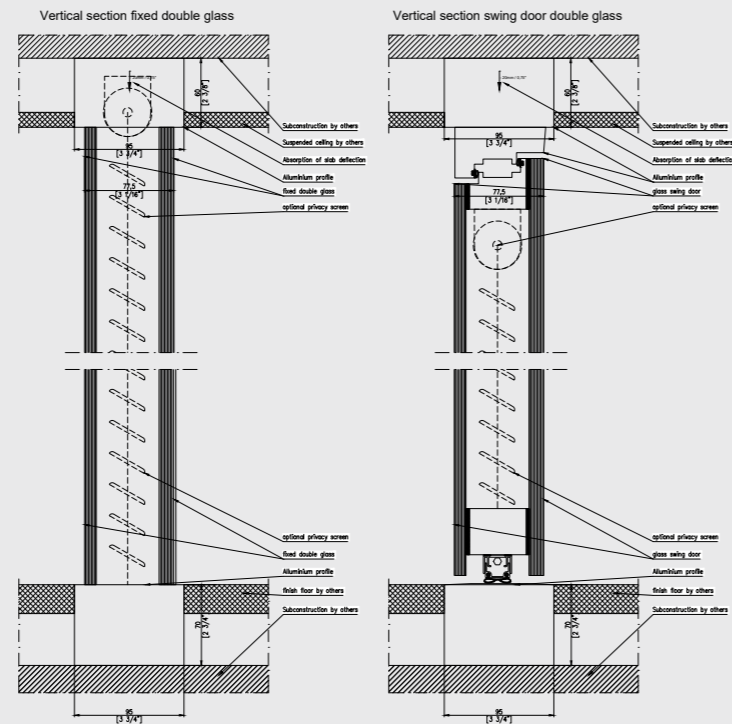 Vertical section fixed double glass
60
[2 3/8"]
Subconstruction by others
Suspended ceiling by others
95
[3 3/4"]
Absorption of slab deflection
Alluminium profile
77,5
[3 1/16"]
fixed double glass
optional privacy screen
optional privacy screen
fixed double glass
Alluminium profile
finish floor by others
70
[2 3/4"]
Subconstruction by others
95
[3 3/4"]
Vertical section swing door double glass
60
[2 3/8"]
Subconstruction by others
Suspended ceiling by others
95
[3 3/4"]
Absorption of slab deflection
Alluminium profile
77,5
[3 1/16"]
glass swing door
optional privacy screen
optional privacy screen
glass swing door
Alluminium profile
finish floor by others
Subconstruction by others
70
[2 3/4"]
95
[3 3/4"]